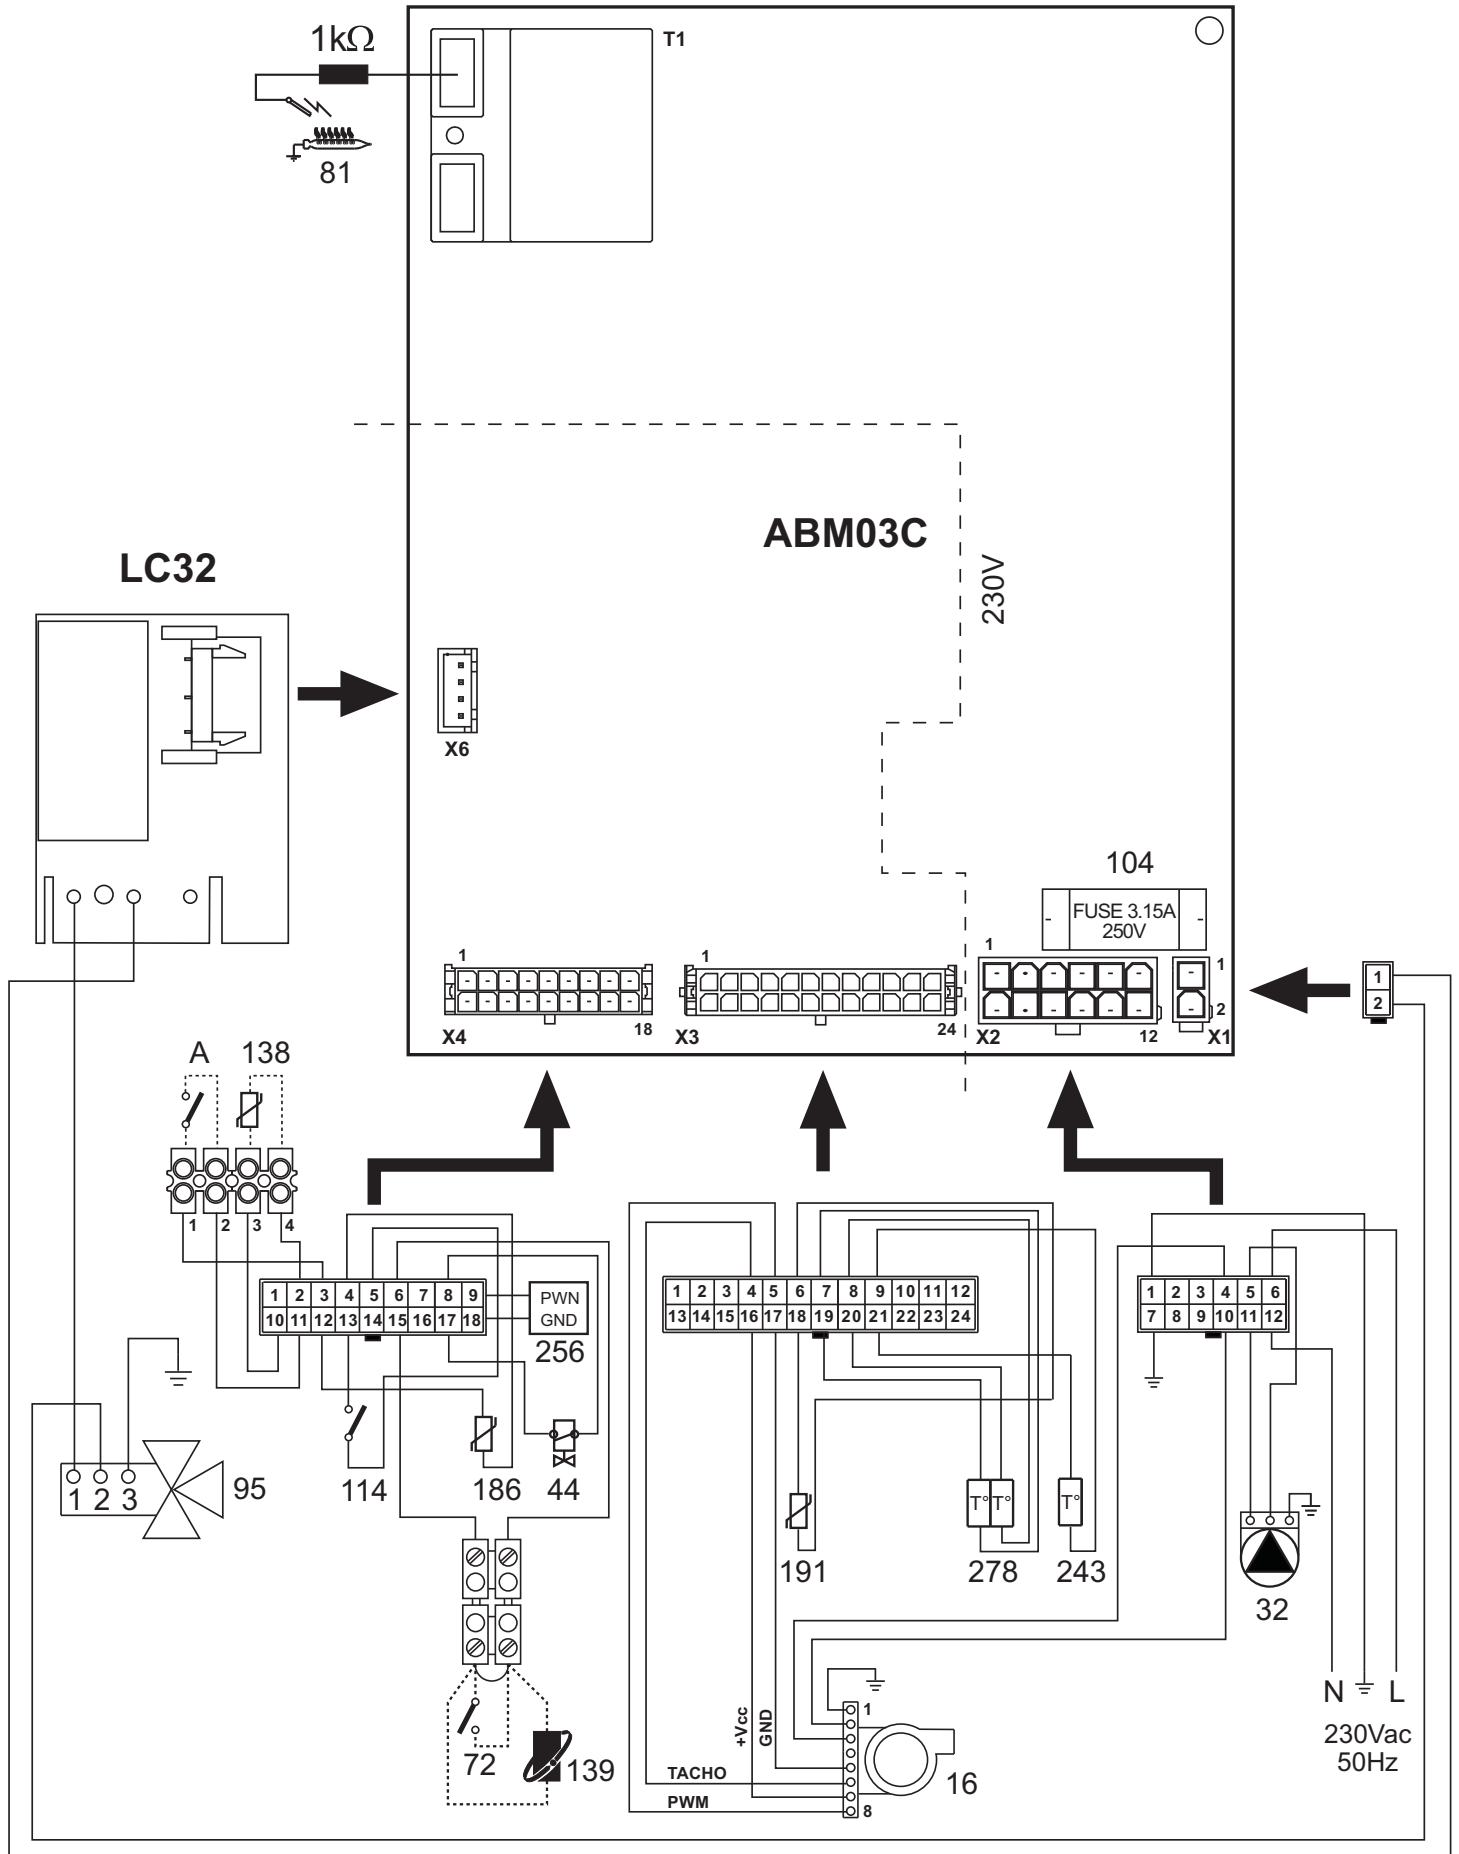 1kΩ
T1
81
ABM03C
LC32
230V
X6
104
FUSE 3.15A
250V
1
1
1
1
2
X4
18
X3
24
X2
12
X1
1
2
A
138
1
2
3
4
1 2 3 4 5 6 7 8 9
10 11 12 13 14 15 16 17 18
PWN
GND
256
1 2 3 4 5 6 7 8 9 10 11 12
13 14 15 16 17 18 19 20 21 22 23 24
1 2 3 4 5 6
7 8 9 10 11 12
1 2 3
95
114
186
44
T° T°
T°
191
278
243
32
N
L
230Vac
50Hz
72
139
+Vcc
GND
TACHO
PWM
1
8
16